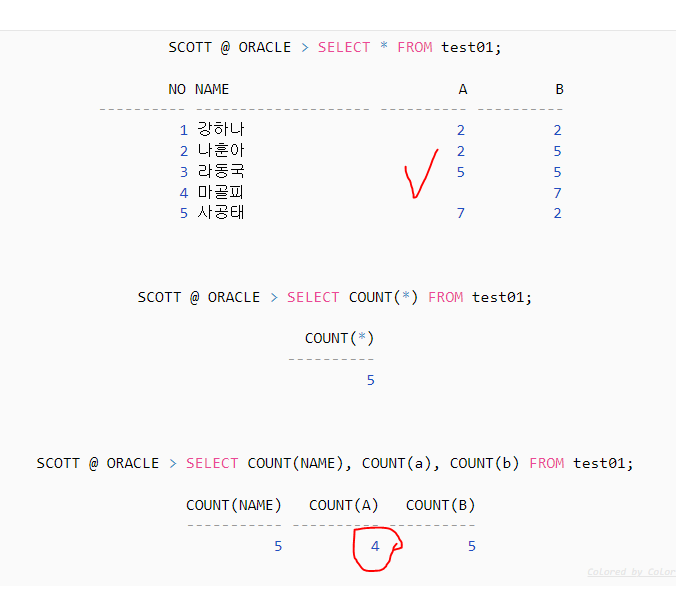 SCOTT @ ORACLE > SELECT * FROM test01;
NO NAME A B
---------- -------------------- ---------- ----------
1 강하나 2 2
2 나훈아 2 5
3 라동국 5 5
4 마골피 7
5 사공태 7 2
SCOTT @ ORACLE > SELECT COUNT(*) FROM test01;
COUNT(*)
----------
5
SCOTT @ ORACLE > SELECT COUNT(NAME), COUNT(a), COUNT(b) FROM test01;
COUNT(NAME) COUNT(A) COUNT(B)
----------- ---------- ----------
5 4 5
Colored by Color